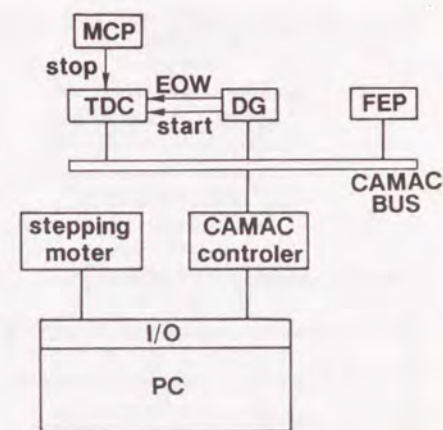 MCP
stop
EOW
TDC
DG
FEP
start
CAMAC
BUS
stepping
moter
CAMAC
controler
I/O
PC